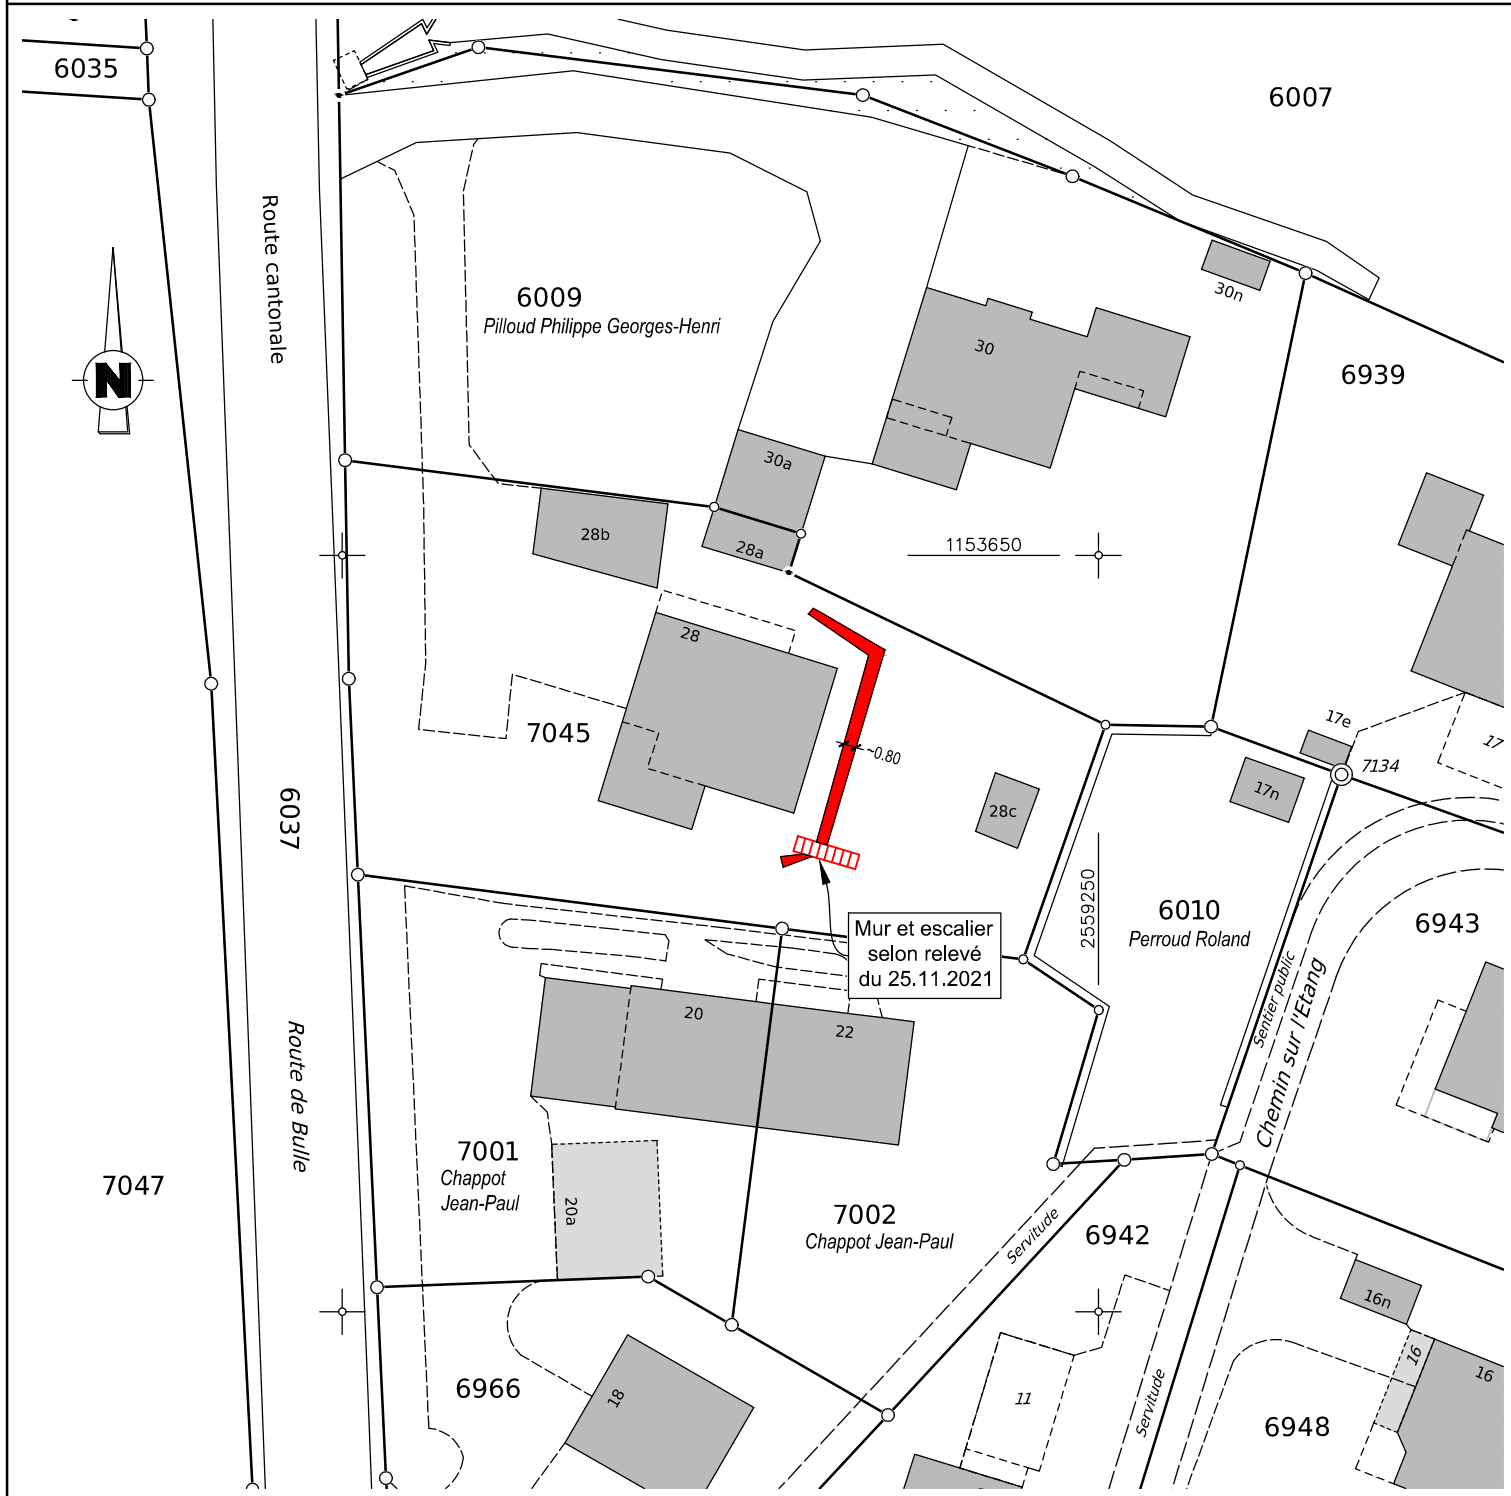 6035
6007
Route cantonale
30n
6009
Pilloud Philippe Georges-Henri
N
30
6939
30a
28b
28a
1153650
28
7045
17e
17
7134
~0.80
17n
28c
6037
2559250
6010
Perroud Roland
6943
Mur et escalier
selon relevé
du 25.11.2021
Sentier public
Chemin sur l'Etang
20
22
Route de Bulle
7001
Chappot
Jean-Paul
7047
20a
7002
Chappot Jean-Paul
Servitude
6942
16n
16
16
6966
18
11
Servitude
6948